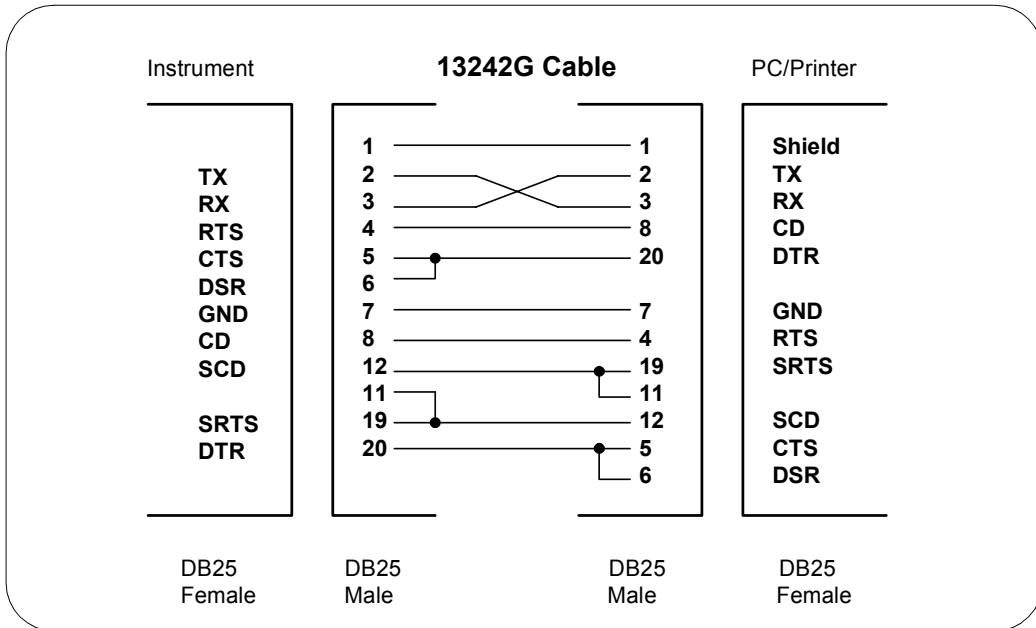 Instrument 13242G Cable PC/Printer
1 1 Shield
TX 2 2 TX
RX 3 3 RX
RTS 4 8 CD
CTS 5 20 DTR
DSR 6
GND 7 7 GND
CD 8 4 RTS
SCD 12 19 SRTS
11 11
SRTS 19 12 SCD
DTR 20 5 CTS
6 DSR
DB25 DB25 DB25 DB25
Female Male Male Female